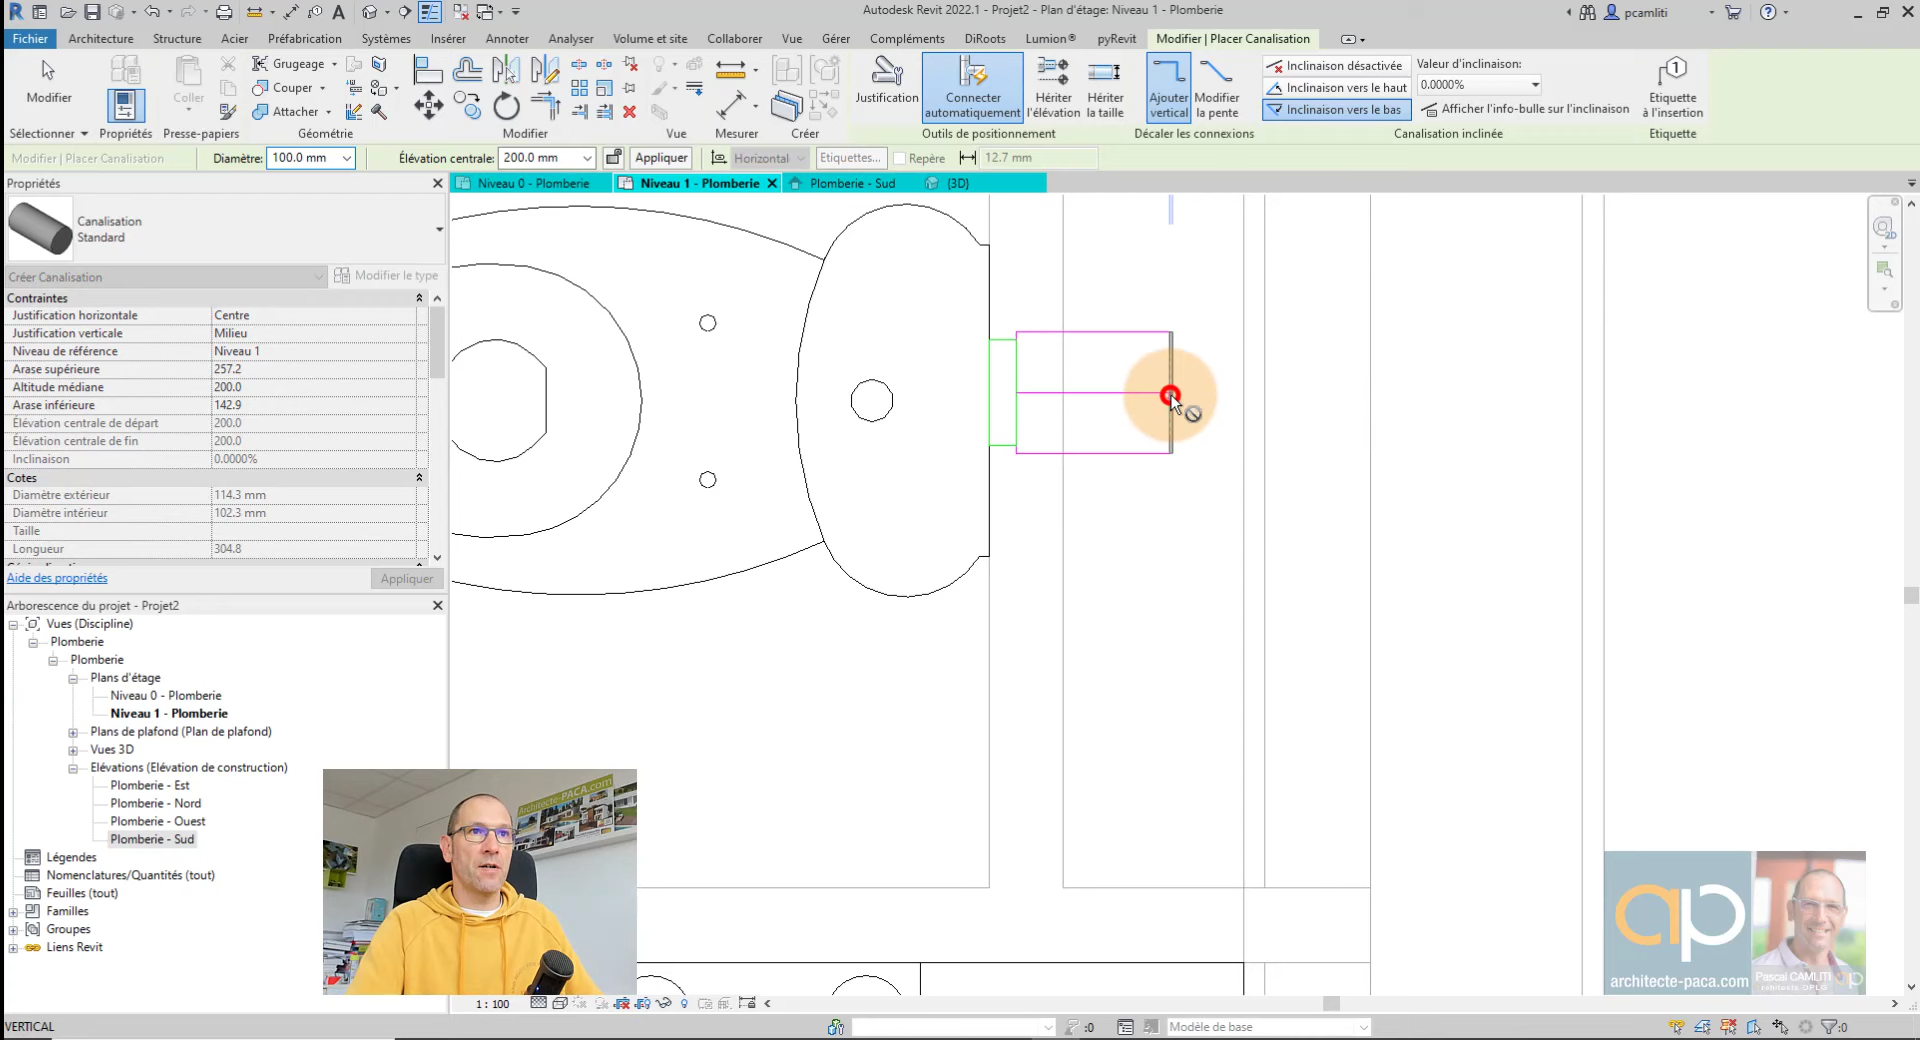 Autodesk Revit 2022.1 - Projet2 - Plan d'étage: Niveau 1 - Plomberie
pcamliti
Fichier Architecture Structure Acier Préfabrication Systèmes Insérer Annoter Analyser Volume et site Collaborer Vue Gérer Compléments DiRoots Lumion® pyRevit Modifier | Placer Canalisation
Modifier
Coller
Grugeage
Couper
Attacher
Justification
Connecter automatiquement
Hériter l'élévation
Hériter la taille
Ajouter vertical
Modifier la pente
Inclinaison désactivée
Inclinaison vers le haut
Inclinaison vers le bas
Valeur d'inclinaison:
0.0000%
Afficher l'info-bulle sur l'inclinaison
Etiquette à l'insertion
Sélectionner Propriétés Presse-papiers Géométrie Modifier Vue Mesurer Créer Outils de positionnement Décaler les connexions Canalisation inclinée Etiquette
Modifier | Placer Canalisation Diamètre: 100.0 mm Élévation centrale: 200.0 mm Appliquer Horizontal Etiquettes... Repère 12.7 mm
Propriétés
Niveau 0 - Plomberie Niveau 1 - Plomberie Plomberie - Sud {3D}
Canalisation
Standard
Créer Canalisation Modifier le type
Contraintes
Justification horizontale Centre
Justification verticale Milieu
Niveau de référence Niveau 1
Arase supérieure 257.2
Altitude médiane 200.0
Arase inférieure 142.9
Élévation centrale de départ 200.0
Élévation centrale de fin 200.0
Inclinaison 0.0000%
Cotes
Diamètre extérieur 114.3 mm
Diamètre intérieur 102.3 mm
Taille
Longueur 304.8
Aide des propriétés Appliquer
Arborescence du projet - Projet2
Vues (Discipline)
Plomberie
Plomberie
Plans d'étage
Niveau 0 - Plomberie
Niveau 1 - Plomberie
Plans de plafond (Plan de plafond)
Vues 3D
Elévations (Elévation de construction)
Plomberie - Est
Plomberie - Nord
Plomberie - Ouest
Plomberie - Sud
Légendes
Nomenclatures/Quantités (tout)
Feuilles (tout)
Familles
Groupes
Liens Revit
Architecte-PACA.com
ap
architecte-paca.com
Pascal CAMLITI
1 : 100
VERTICAL
:0
Modèle de base
:0